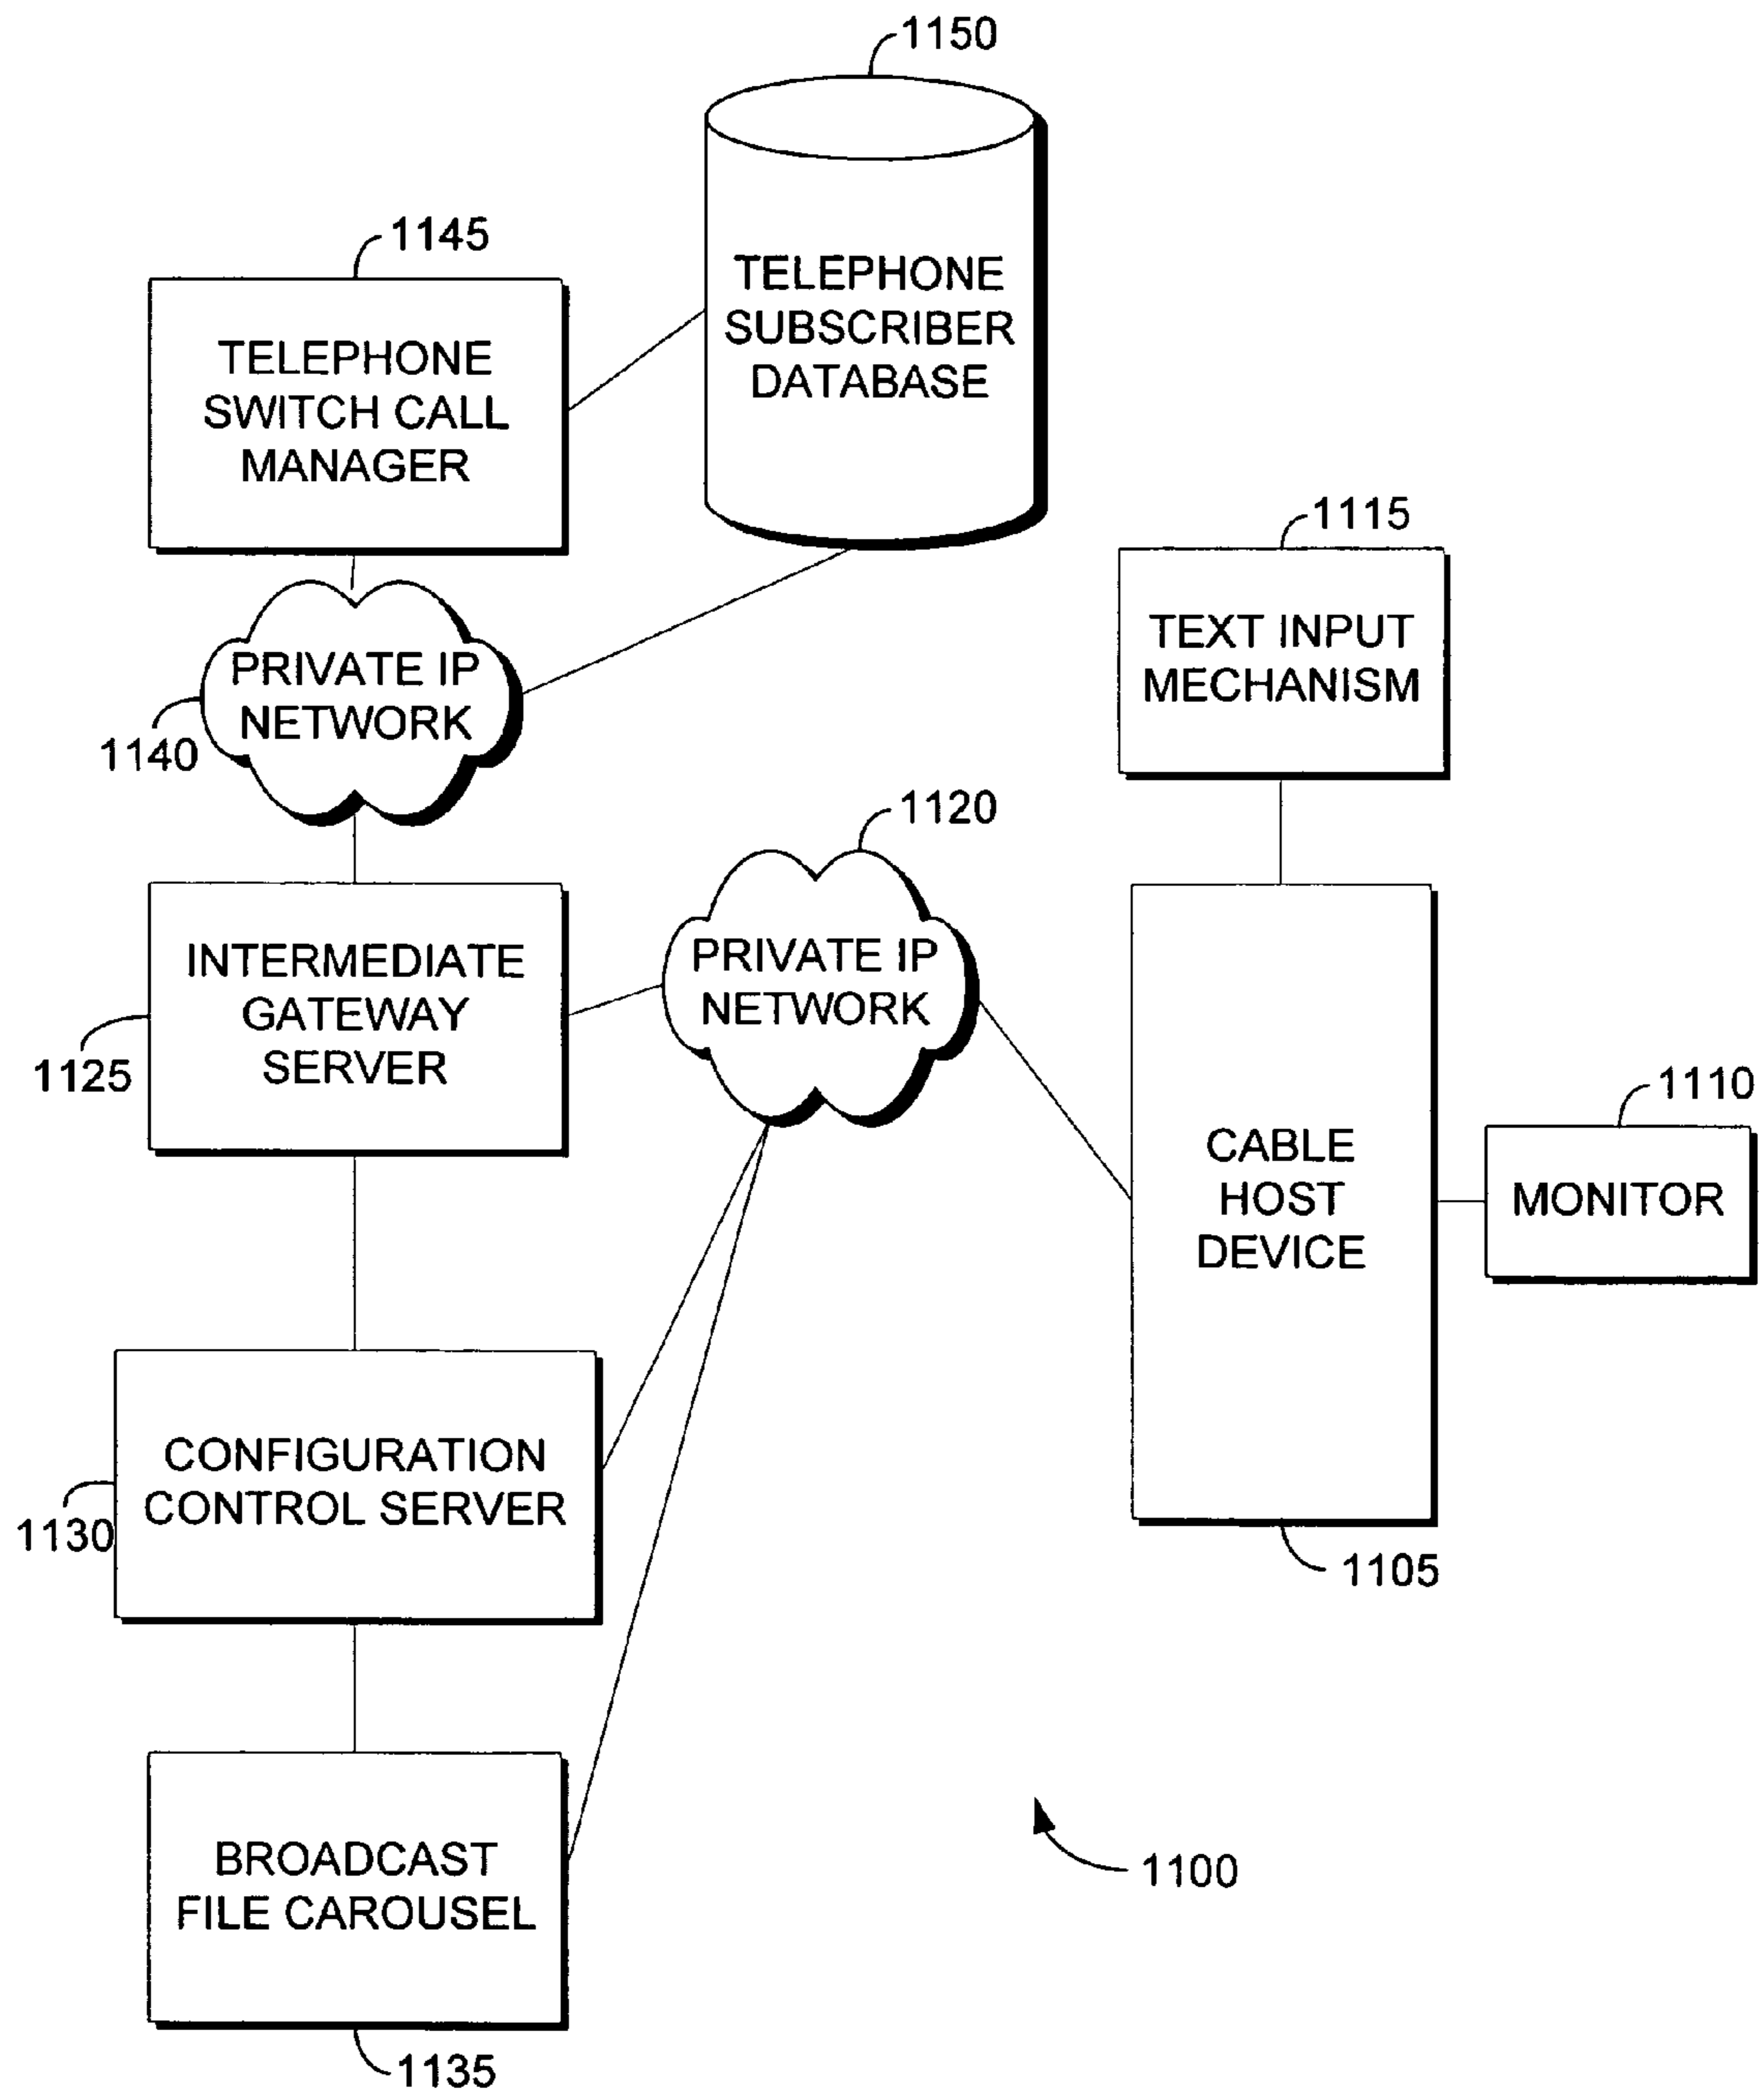 1150
1145
TELEPHONE
SUBSCRIBER
DATABASE
TELEPHONE
SWITCH CALL
MANAGER
1115
TEXT INPUT
MECHANISM
PRIVATE IP
NETWORK
1140
1120
PRIVATE IP
NETWORK
INTERMEDIATE
GATEWAY
SERVER
1125
1110
CABLE
HOST
DEVICE
MONITOR
CONFIGURATION
CONTROL SERVER
1130
1105
BROADCAST
FILE CAROUSEL
1100
1135